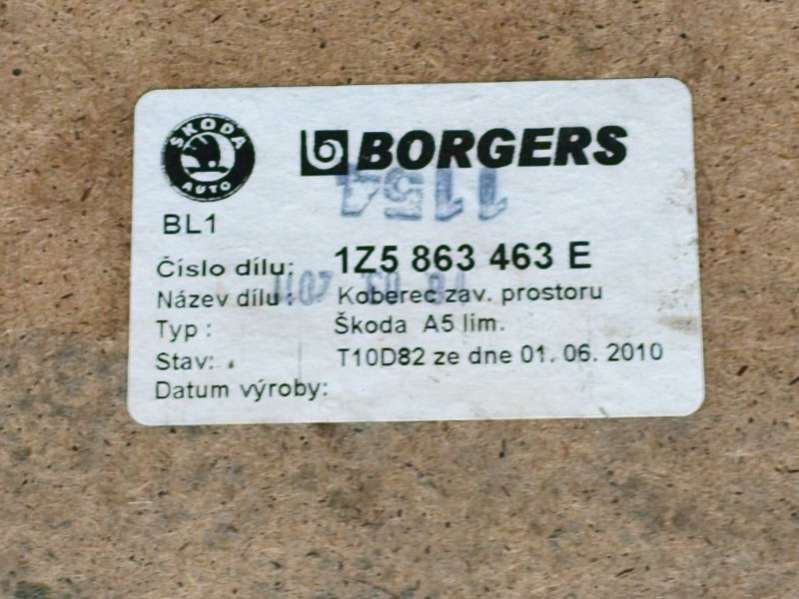 ŠKODA
AUTO
BORGERS
1154
BL1
Číslo dílu: 1Z5 863 463 E
Název dílu : Koberec zav. prostoru
Typ : Škoda A5 lim.
Stav: T10D82 ze dne 01. 06. 2010
Datum výroby: